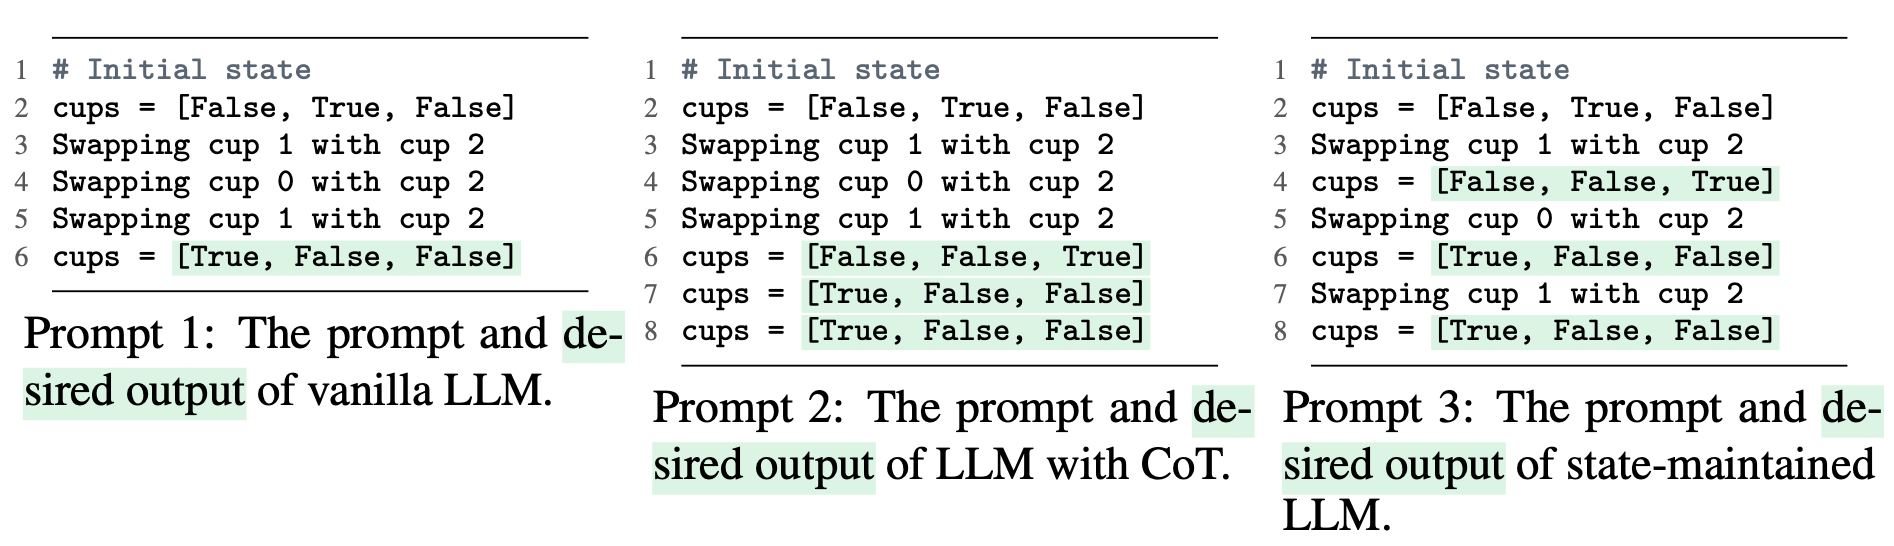 1 # Initial state
2 cups = [False, True, False]
3 Swapping cup 1 with cup 2
4 Swapping cup 0 with cup 2
5 Swapping cup 1 with cup 2
6 cups = [True, False, False]
Prompt 1: The prompt and de-
sired output of vanilla LLM.
1 # Initial state
2 cups = [False, True, False]
3 Swapping cup 1 with cup 2
4 Swapping cup 0 with cup 2
5 Swapping cup 1 with cup 2
6 cups = [False, False, True]
7 cups = [True, False, False]
8 cups = [True, False, False]
Prompt 2: The prompt and de-
sired output of LLM with CoT.
1 # Initial state
2 cups = [False, True, False]
3 Swapping cup 1 with cup 2
4 cups = [False, False, True]
5 Swapping cup 0 with cup 2
6 cups = [True, False, False]
7 Swapping cup 1 with cup 2
8 cups = [True, False, False]
Prompt 3: The prompt and de-
sired output of state-maintained
LLM.